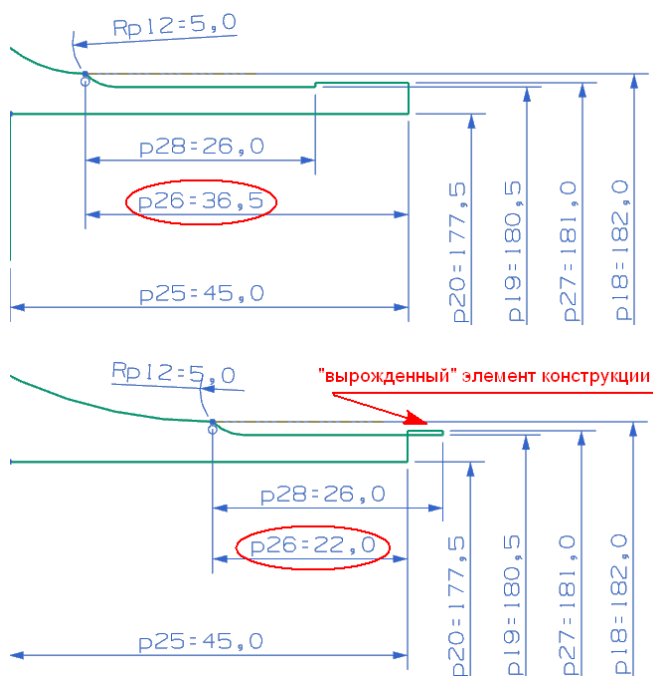 Rp12=5,0
p28=26,0
p26=36,5
p25=45,0
p20=177,5
p19=180,5
p27=181,0
p18=182,0
Rp12=5,0
"вырожденный" элемент конструкции
p28=26,0
p26=22,0
p25=45,0
p20=177,5
p19=180,5
p27=181,0
p18=182,0